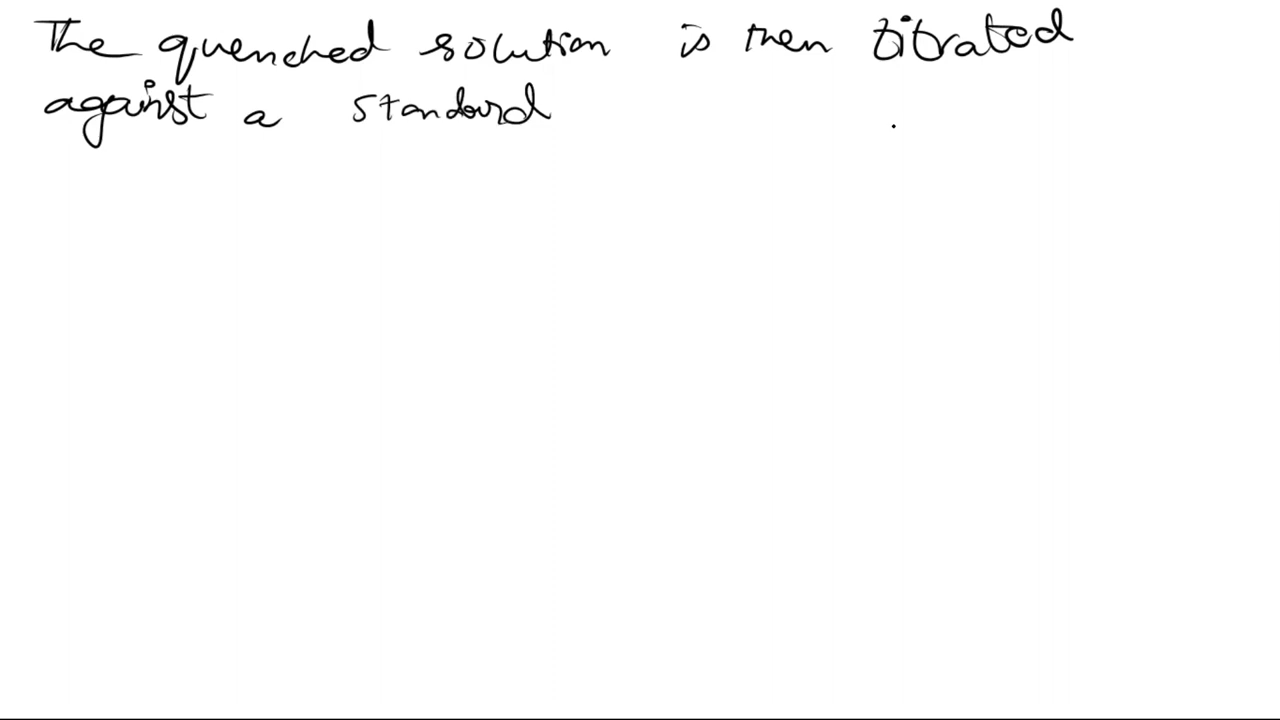 The quenched solution is then titrated
against a standard